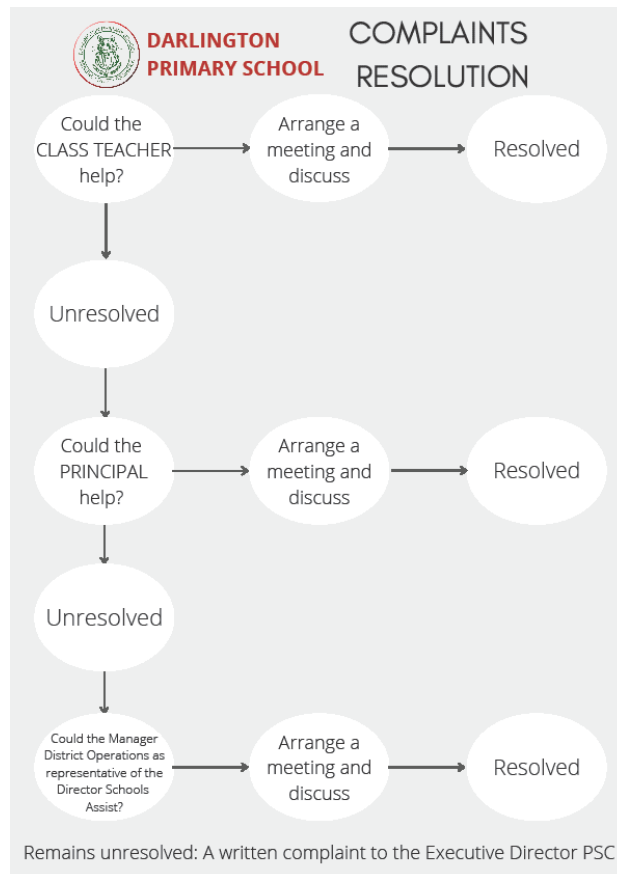 DARLINGTON
PRIMARY SCHOOL
COMPLAINTS
RESOLUTION
Could the
CLASS TEACHER
help?
Arrange a
meeting and
discuss
Resolved
Unresolved
Could the
PRINCIPAL
help?
Arrange a
meeting and
discuss
Resolved
Unresolved
Could the Manager
District Operations as
representative of the
Director Schools
Assist?
Arrange a
meeting and
discuss
Resolved
Remains unresolved: A written complaint to the Executive Director PSC